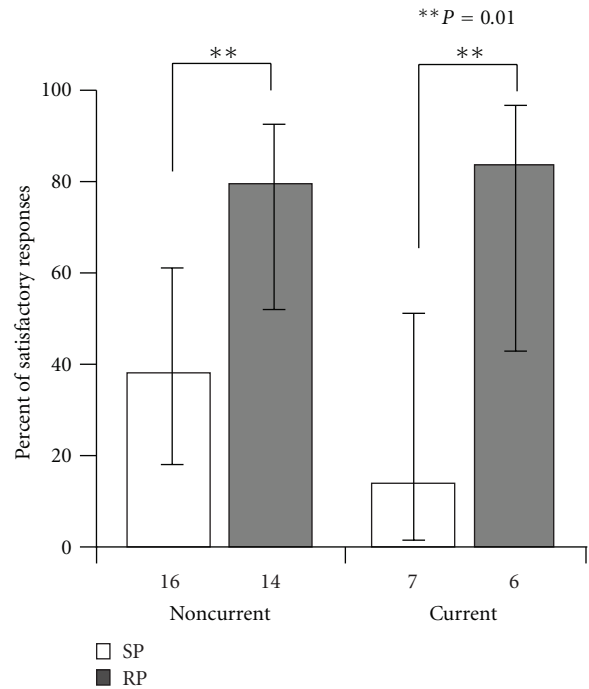 **P = 0.01
** **
100
80
60
40
20
0
Percent of satisfactory responses
16 14 7 6
Noncurrent Current
SP
RP